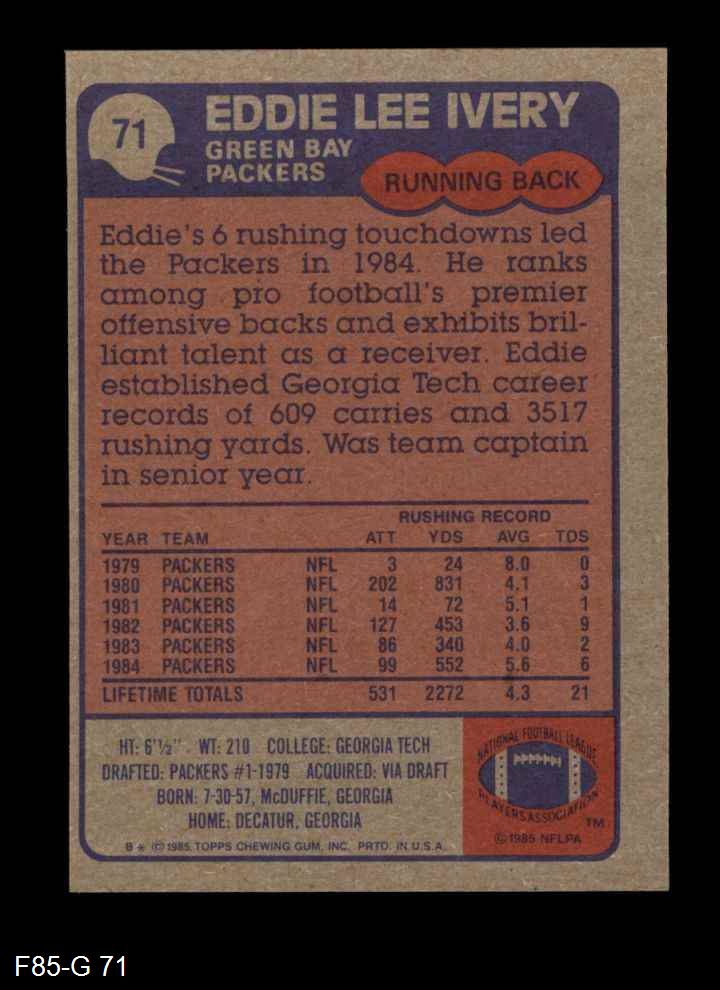 71
EDDIE LEE IVERY
GREEN BAY
PACKERS
RUNNING BACK
Eddie's 6 rushing touchdowns led
the Packers in 1984. He ranks
among pro football's premier
offensive backs and exhibits bril-
liant talent as a receiver. Eddie
established Georgia Tech career
records of 609 carries and 3517
rushing yards. Was team captain
in senior year.
RUSHING RECORD
YEAR TEAM ATT YDS AVG TDS
1979 PACKERS NFL 3 24 8.0 0
1980 PACKERS NFL 202 831 4.1 3
1981 PACKERS NFL 14 72 5.1 1
1982 PACKERS NFL 127 453 3.6 9
1983 PACKERS NFL 86 340 4.0 2
1984 PACKERS NFL 99 552 5.6 6
LIFETIME TOTALS 531 2272 4.3 21
HT: 6'½" WT: 210 COLLEGE: GEORGIA TECH
DRAFTED: PACKERS #1-1979 ACQUIRED: VIA DRAFT
BORN: 7-30-57, McDUFFIE, GEORGIA
HOME: DECATUR, GEORGIA
B* © 1985 TOPPS CHEWING GUM, INC. PRTD. IN U.S.A.
NATIONAL FOOTBALL LEAGUE
PLAYERS ASSOCIATION
TM
© 1985 NFLPA
F85-G 71